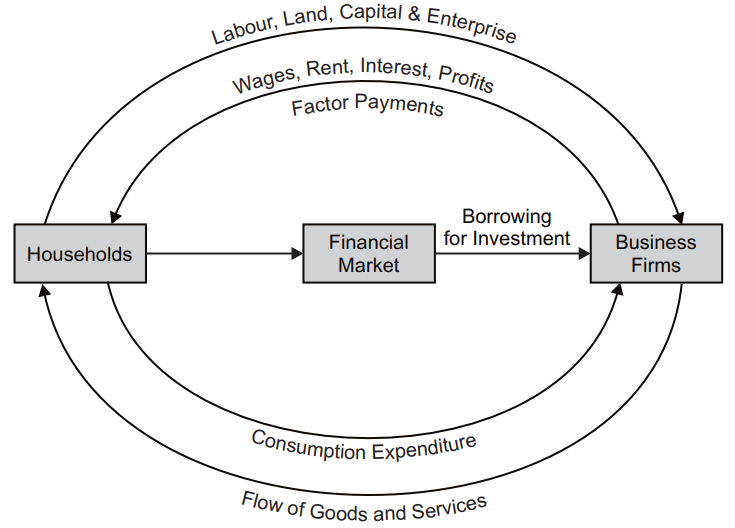 Labour, Land, Capital & Enterprise
Wages, Rent, Interest, Profits
Factor Payments
Households
Financial
Market
Borrowing
for Investment
Business
Firms
Consumption Expenditure
Flow of Goods and Services